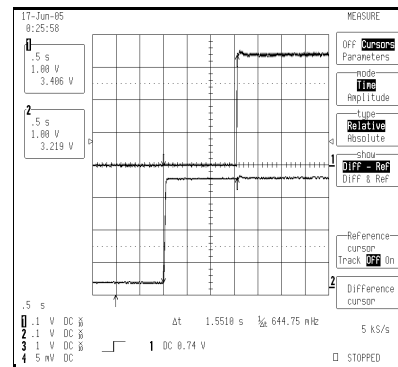 17-Jun-05
0:25:58
1
.5 s
1.00 V
3.406 V
2
.5 s
1.00 V
3.219 V
MEASURE
Off Cursors
Parameters
mode
Time
Amplitude
type
Relative
Absolute
show
Diff - Ref
Diff & Ref
Reference
cursor
Track Off On
Difference
cursor
1
2
.5 s
1 .1 V DC
2 .1 V DC
3 1 V DC
4 5 mV DC
Δt 1.5510 s 1/Δt 644.75 mHz
1 DC 0.74 V
5 kS/s
STOPPED